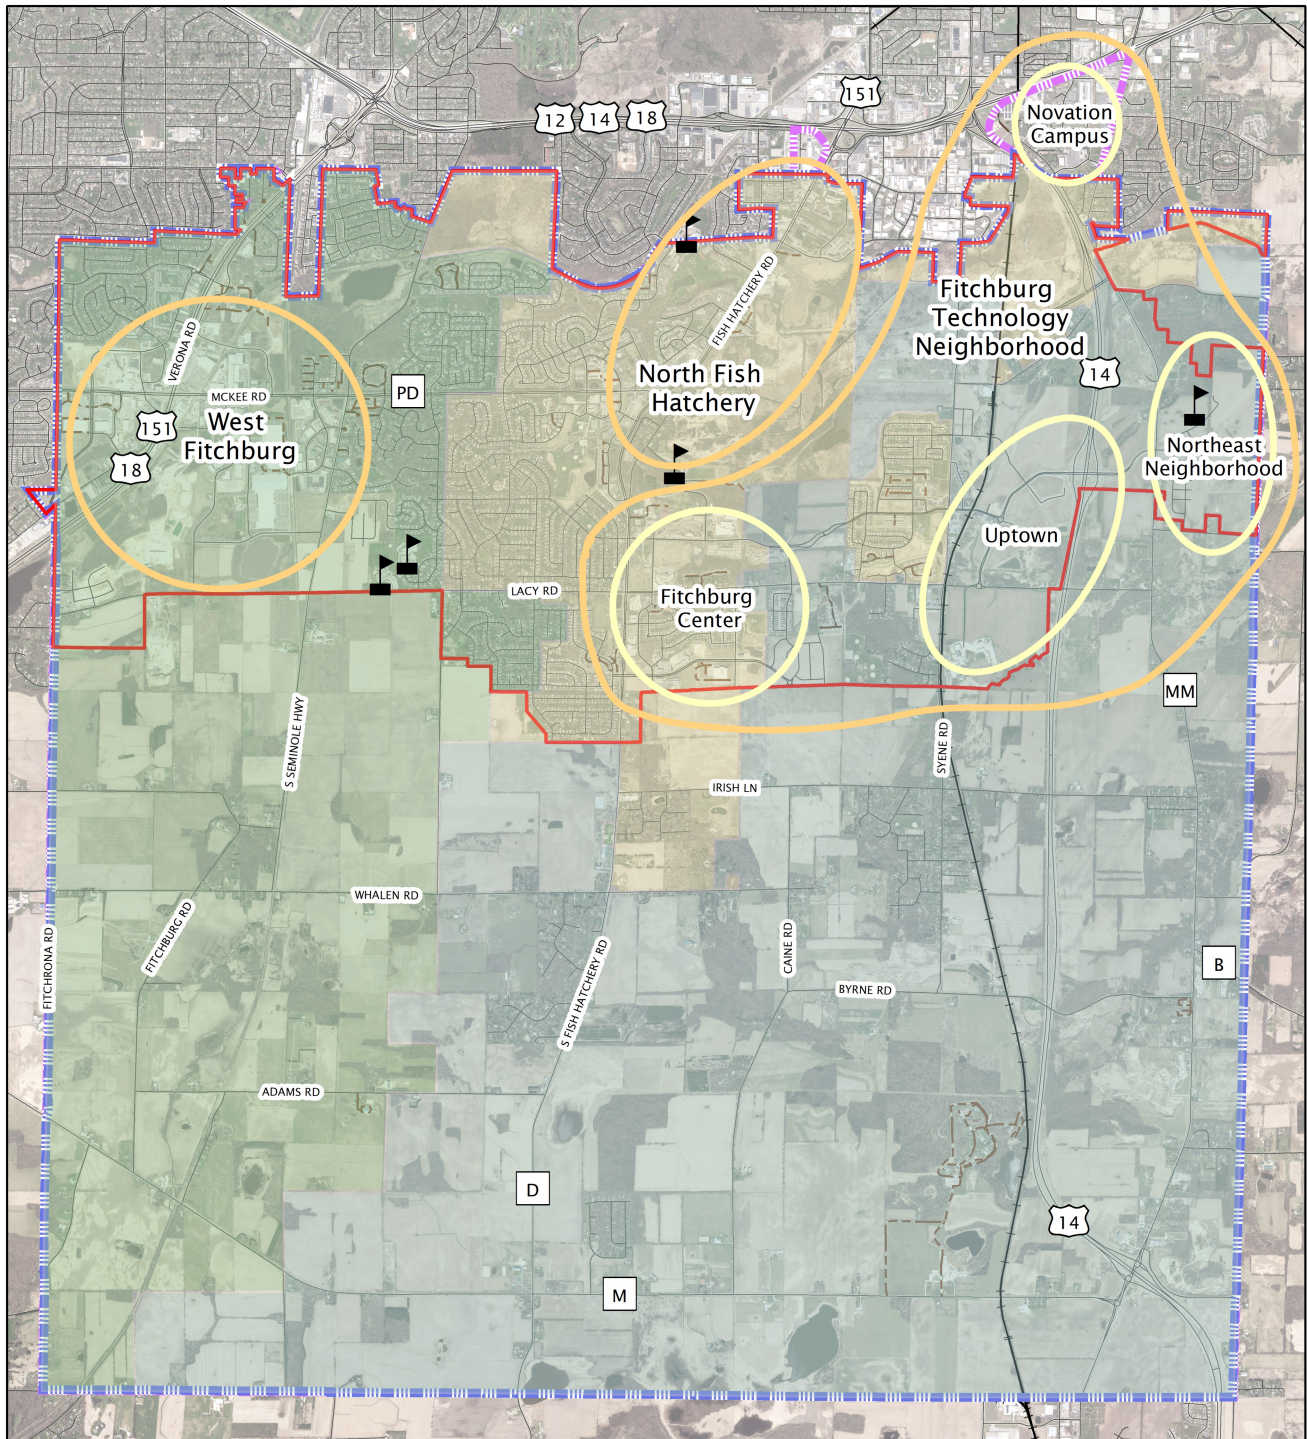 151
12
14
18
Novation
Campus
FISH HATCHERY RD
Fitchburg
Technology
Neighborhood
VERONA RD
14
North Fish
Hatchery
PD
MCKEE RD
West
Fitchburg
151
18
Northeast
Neighborhood
Uptown
LACY RD
Fitchburg
Center
MM
S SEMINOLE HWY
SYENE RD
IRISH LN
WHALEN RD
FITCHBURG RD
FITCHRONA RD
CAINE RD
S FISH HATCHERY RD
B
BYRNE RD
ADAMS RD
D
14
M